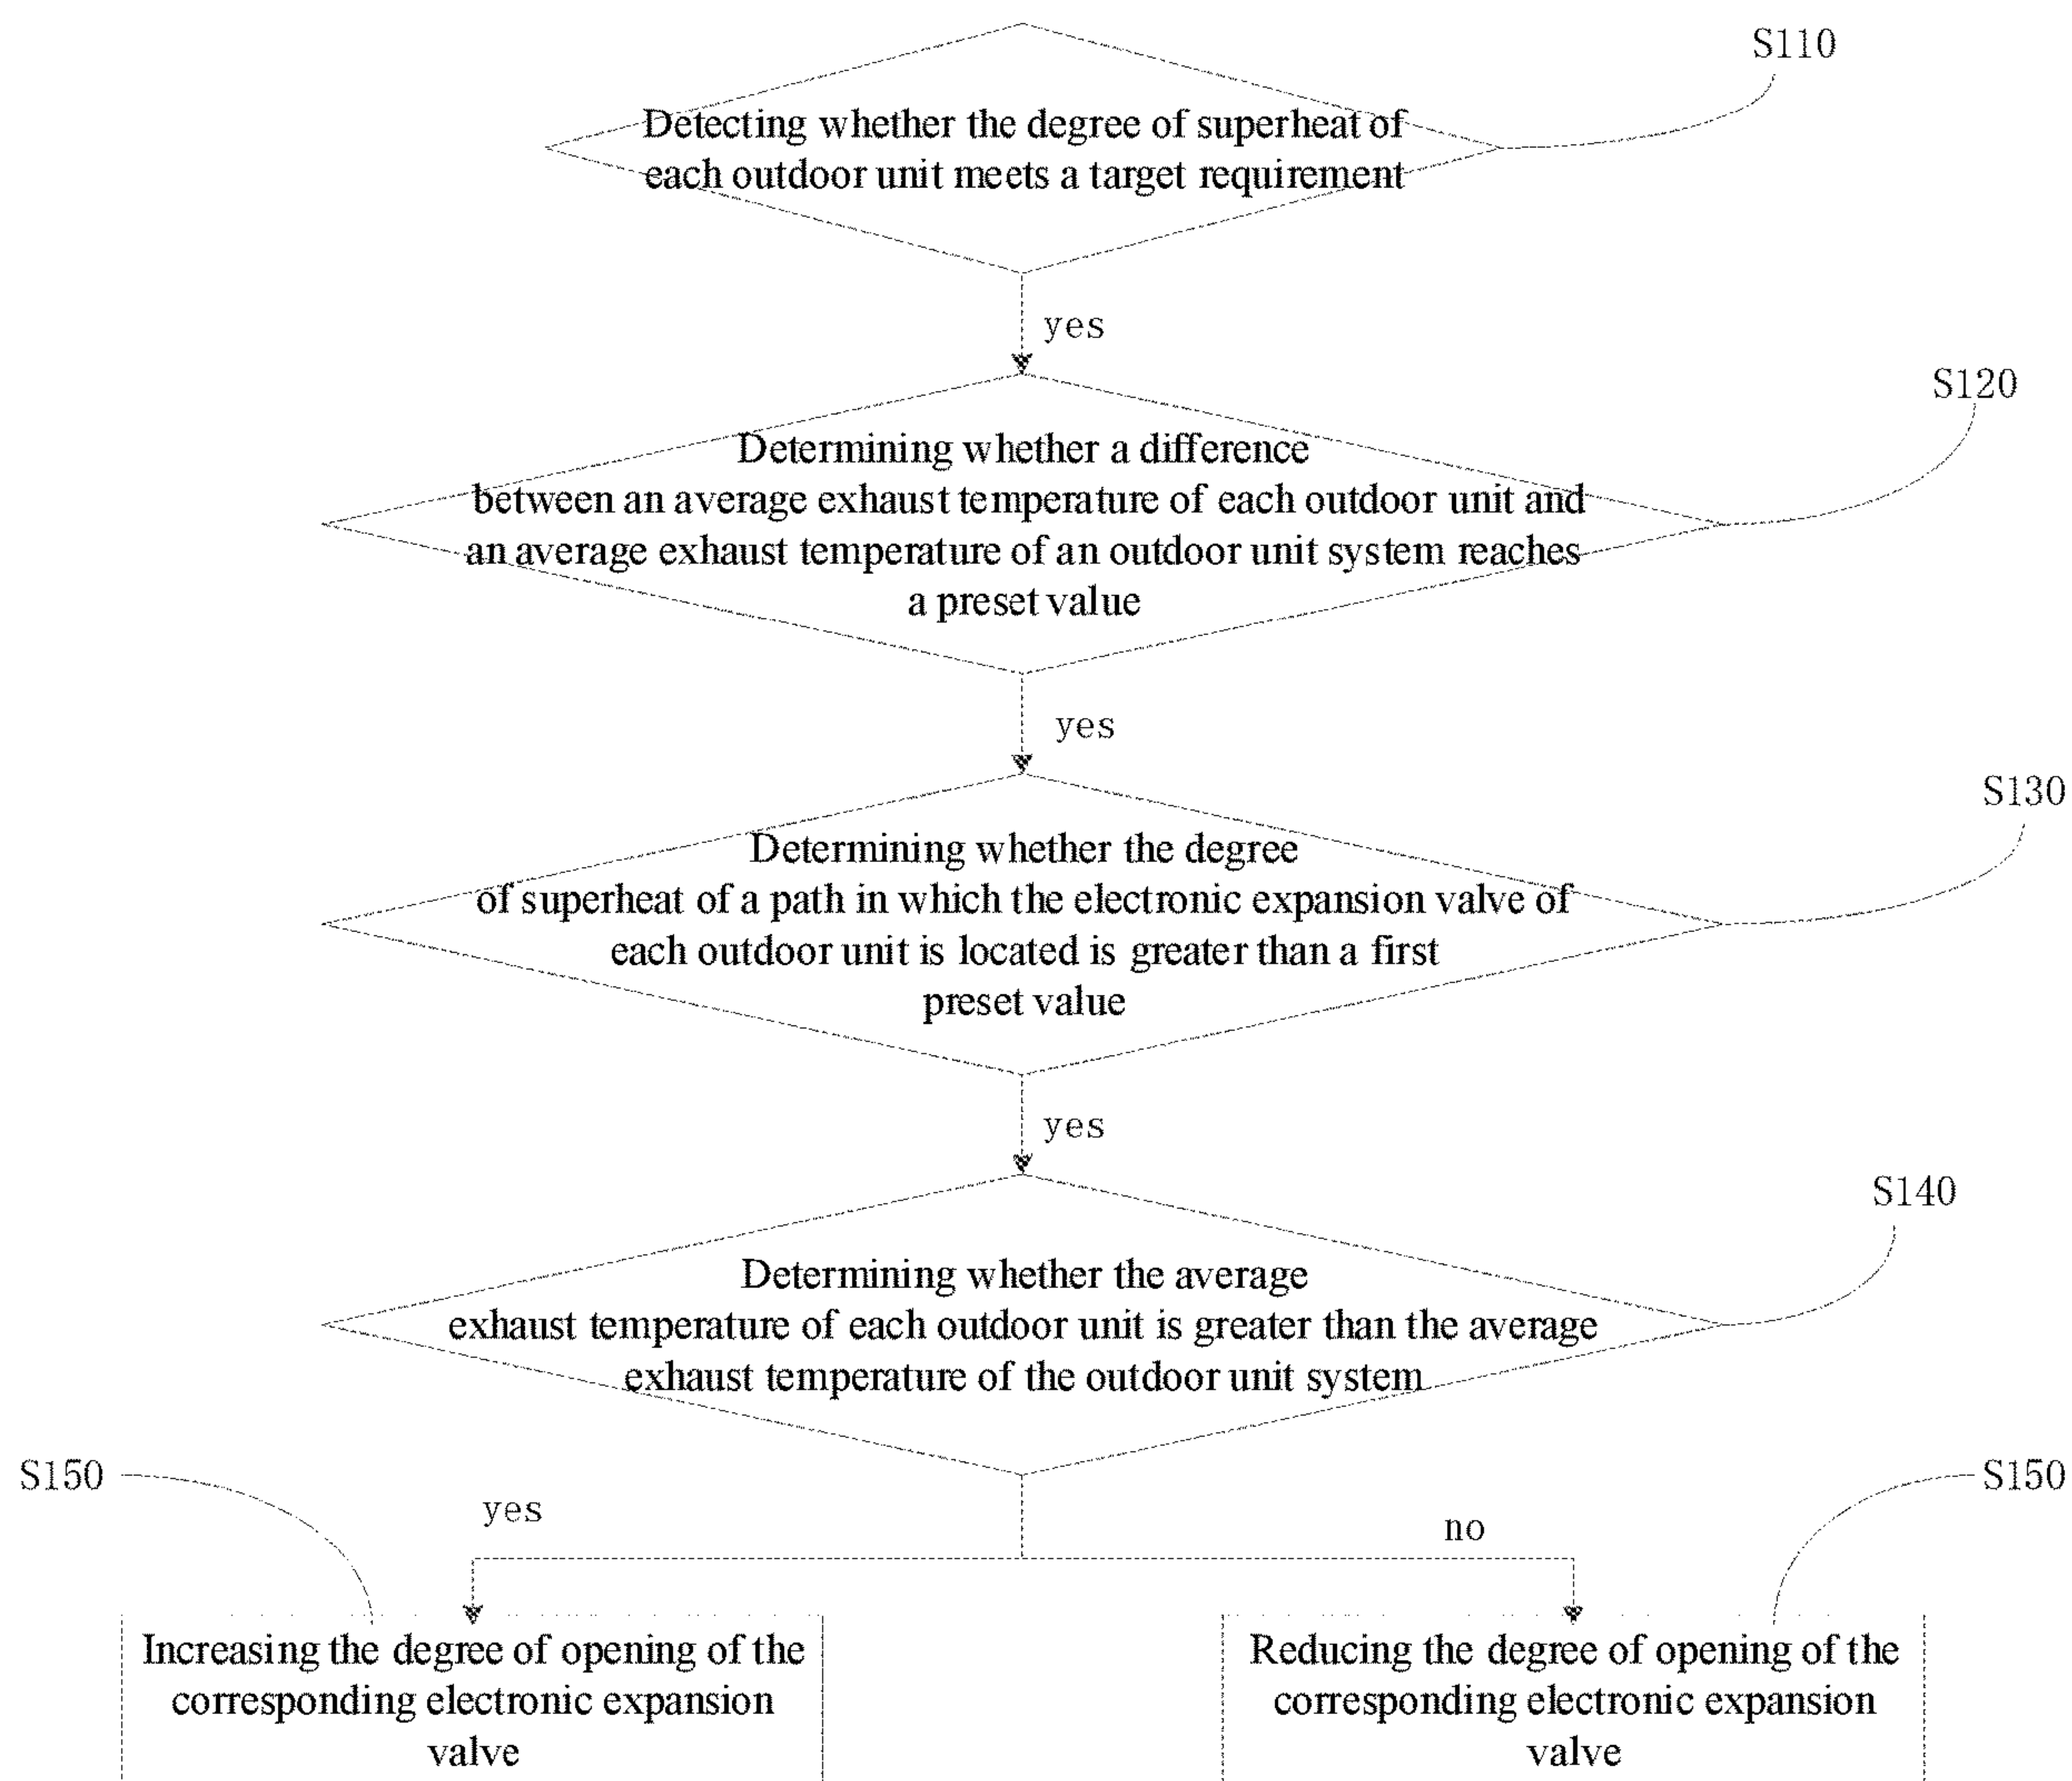 S110
Detecting whether the degree of superheat of
each outdoor unit meets a target requirement
yes
S120
Determining whether a difference
between an average exhaust temperature of each outdoor unit and
an average exhaust temperature of an outdoor unit system reaches
a preset value
yes
S130
Determining whether the degree
of superheat of a path in which the electronic expansion valve of
each outdoor unit is located is greater than a first
preset value
yes
S140
Determining whether the average
exhaust temperature of each outdoor unit is greater than the average
exhaust temperature of the outdoor unit system
S150
yes
no
S150
Increasing the degree of opening of the
corresponding electronic expansion
valve
Reducing the degree of opening of the
corresponding electronic expansion
valve